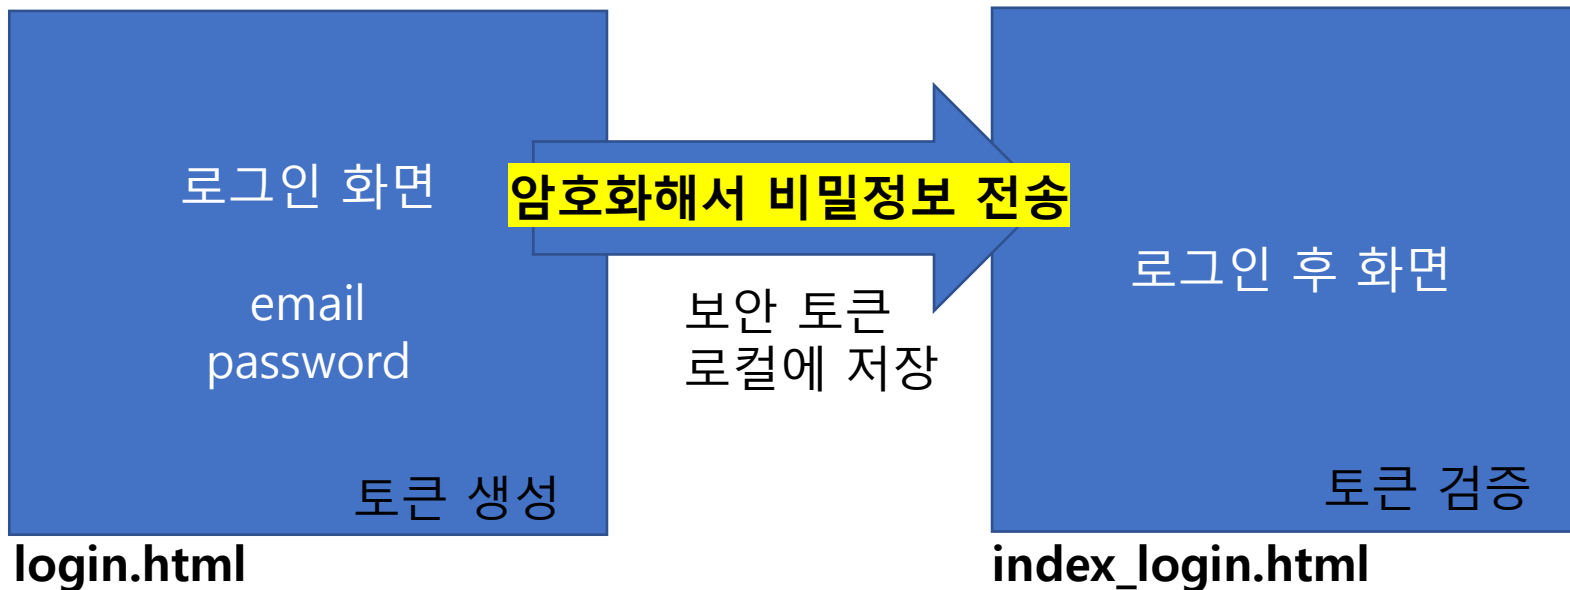 로그인 화면
email
password
토큰 생성
login.html
암호화해서 비밀정보 전송
보안 토큰
로컬에 저장
로그인 후 화면
토큰 검증
index_login.html